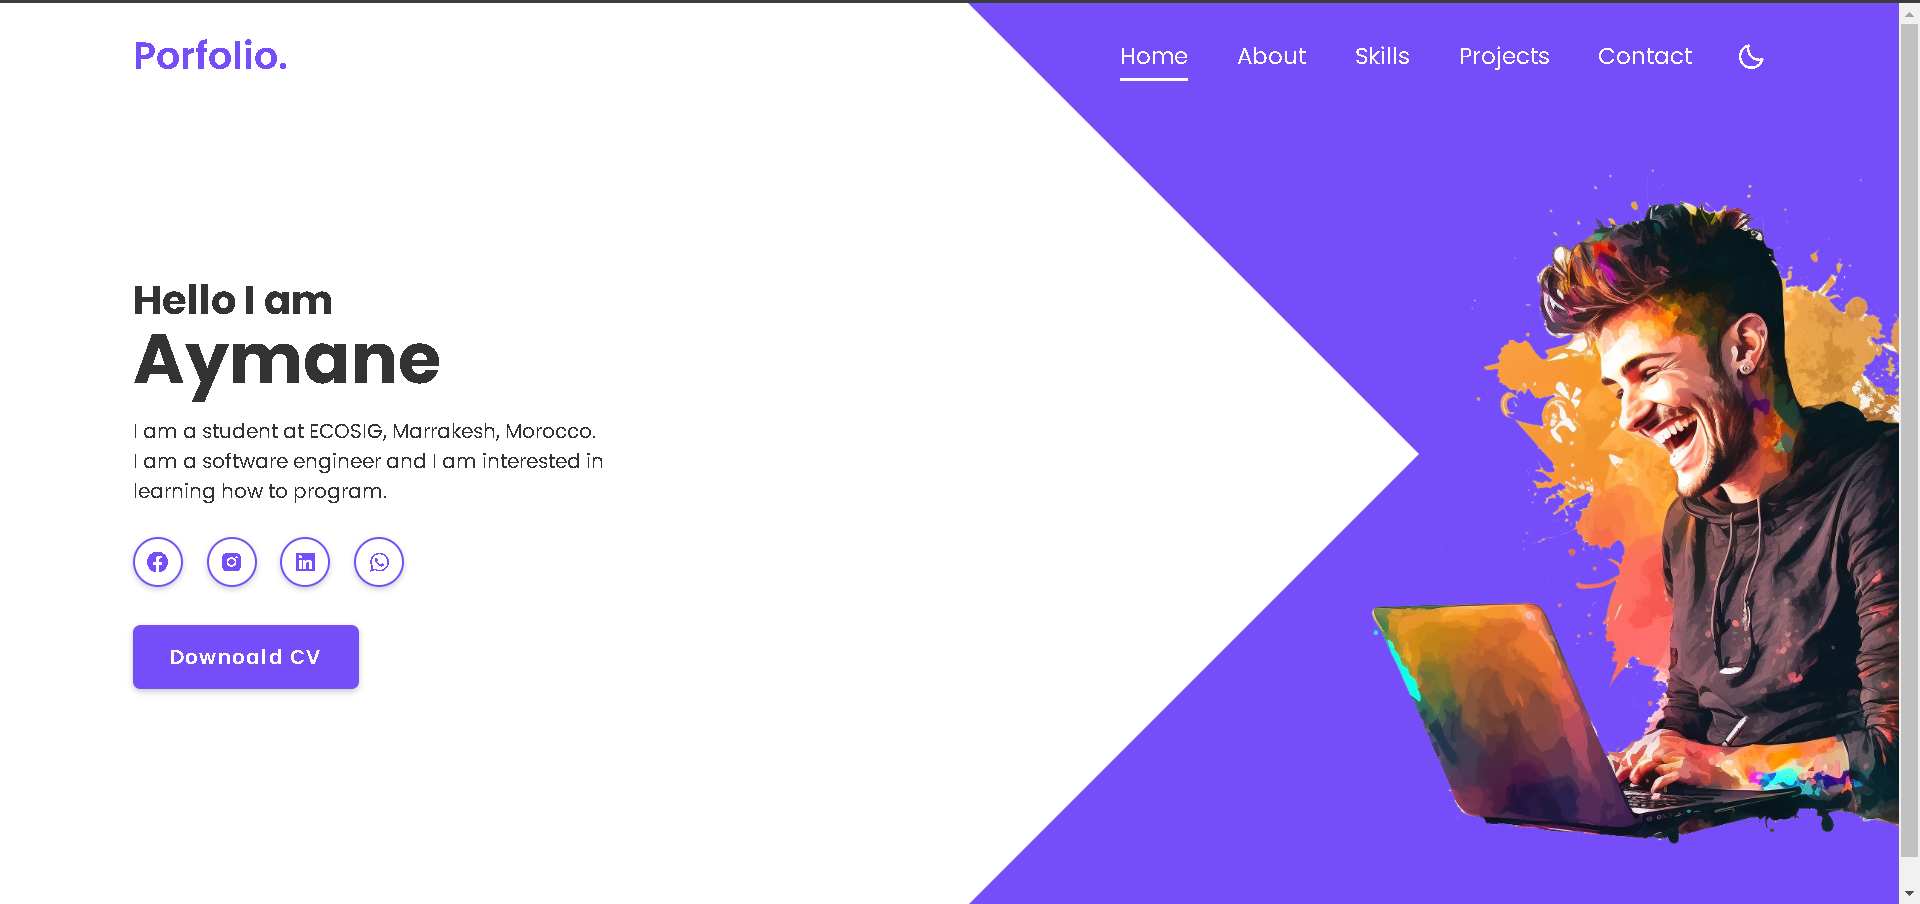 Porfolio.
Home About Skills Projects Contact
Hello I am
Aymane
I am a student at ECOSIG, Marrakesh, Morocco.
I am a software engineer and I am interested in
learning how to program.
Downoald CV